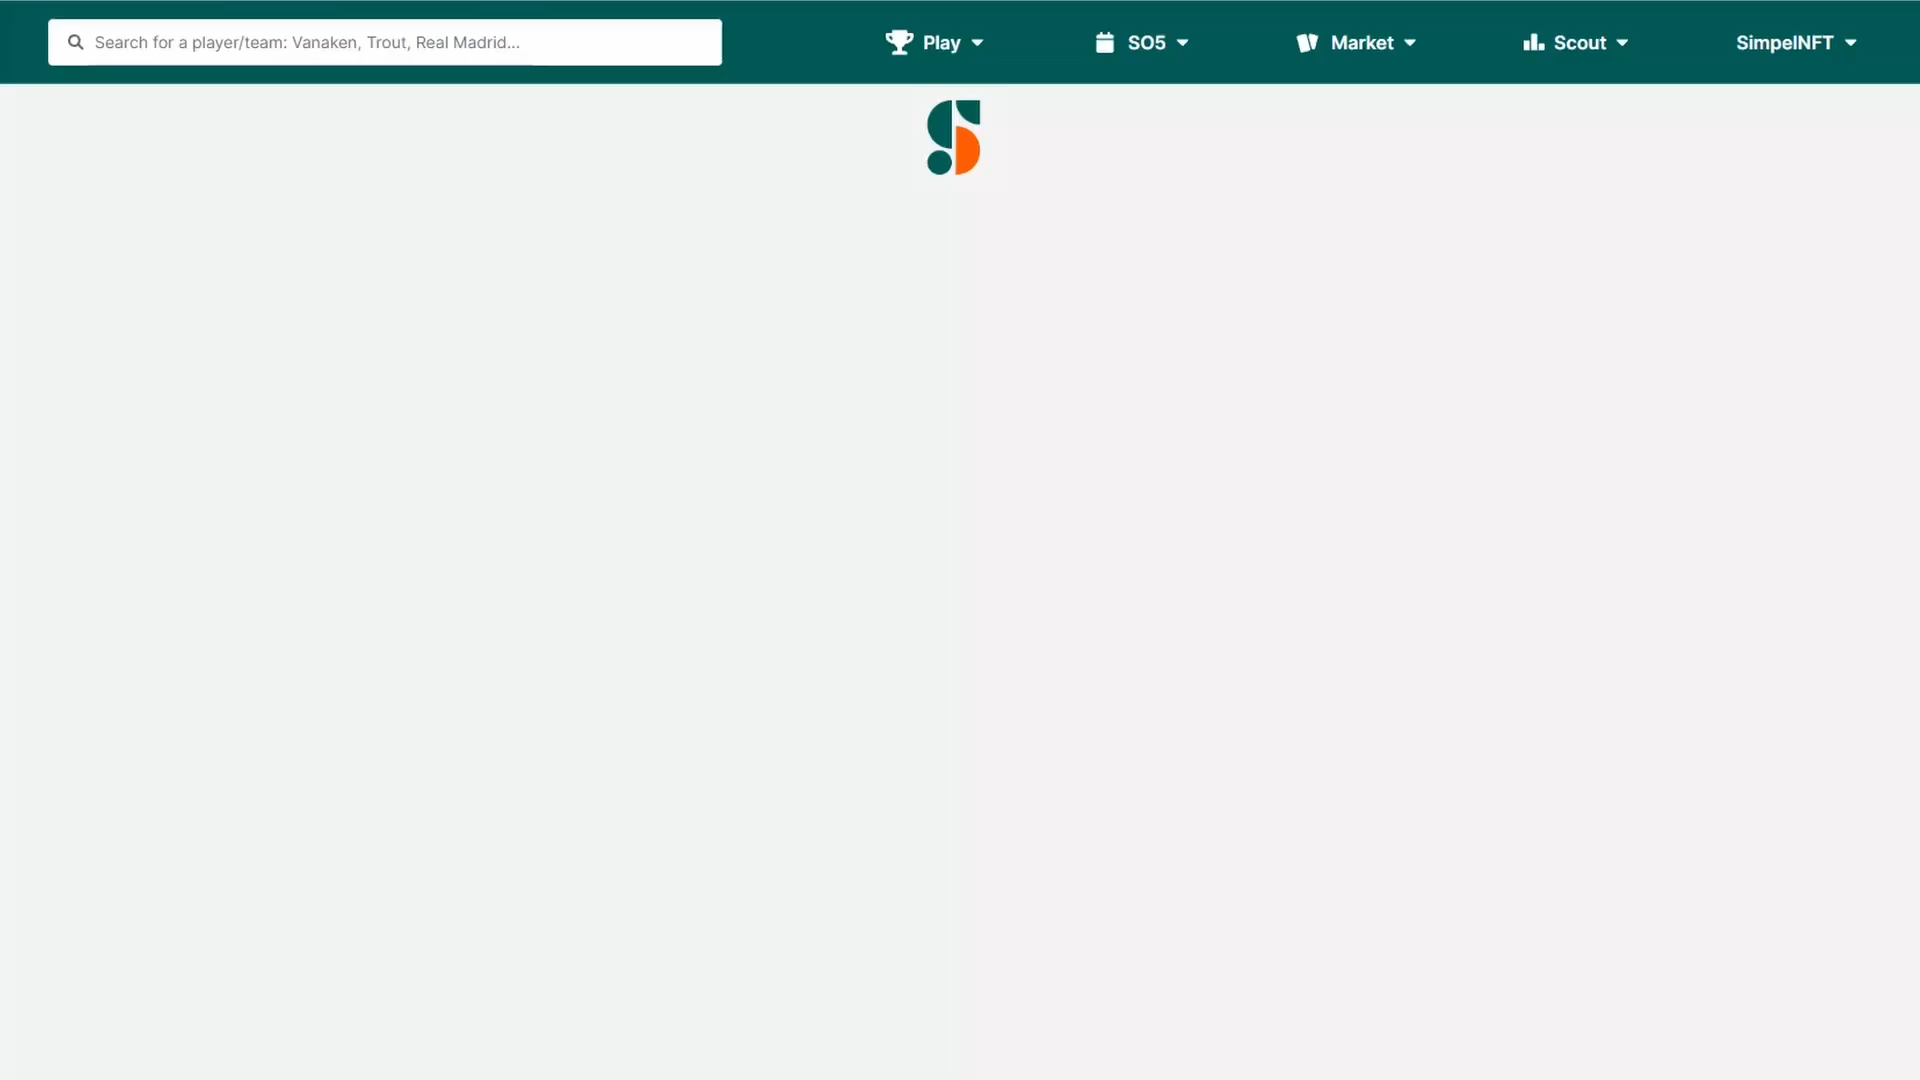 Search for a player/team: Vanaken, Trout, Real Madrid...
Play
SO5
Market
Scout
SimpelNFT